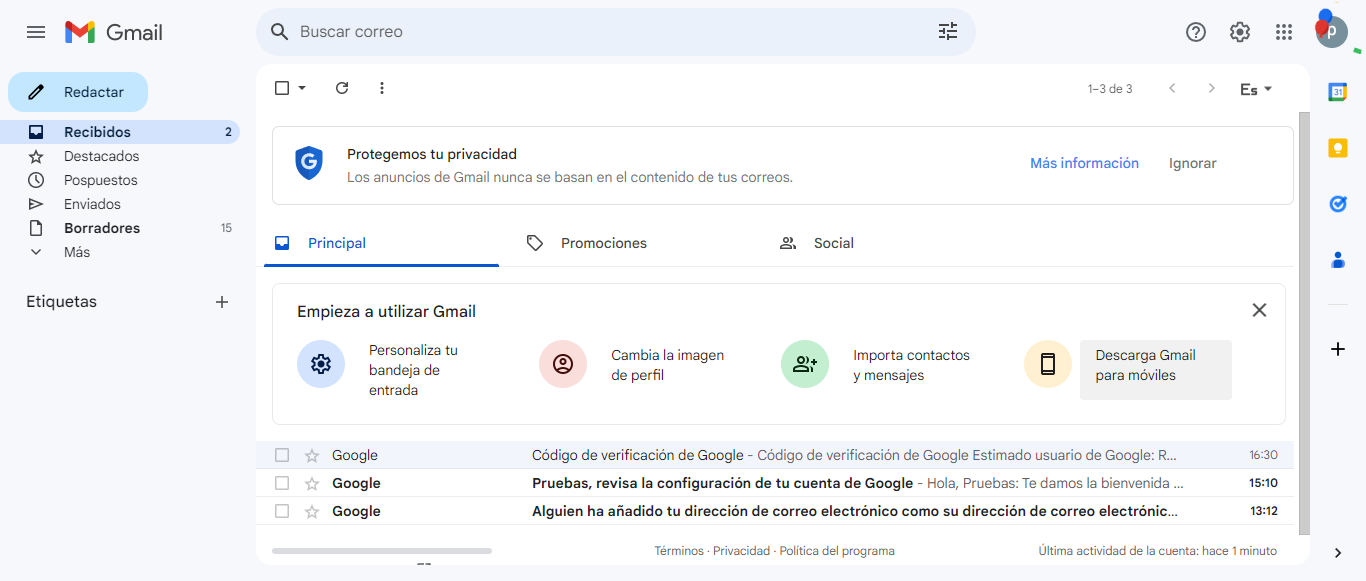 Gmail
Buscar correo
p
Redactar
1–3 de 3
Es
31
Recibidos 2
Destacados
Pospuestos
Enviados
Borradores 15
Más
Etiquetas
G
Protegemos tu privacidad
Los anuncios de Gmail nunca se basan en el contenido de tus correos.
Más información
Ignorar
Principal
Promociones
Social
Empieza a utilizar Gmail
Personaliza tu
bandeja de
entrada
Cambia la imagen
de perfil
Importa contactos
y mensajes
Descarga Gmail
para móviles
Google Código de verificación de Google - Código de verificación de Google Estimado usuario de Google: R... 16:30
Google Pruebas, revisa la configuración de tu cuenta de Google - Hola, Pruebas: Te damos la bienvenida ... 15:10
Google Alguien ha añadido tu dirección de correo electrónico como su dirección de correo electrónic... 13:12
Términos · Privacidad · Política del programa
Última actividad de la cuenta: hace 1 minuto